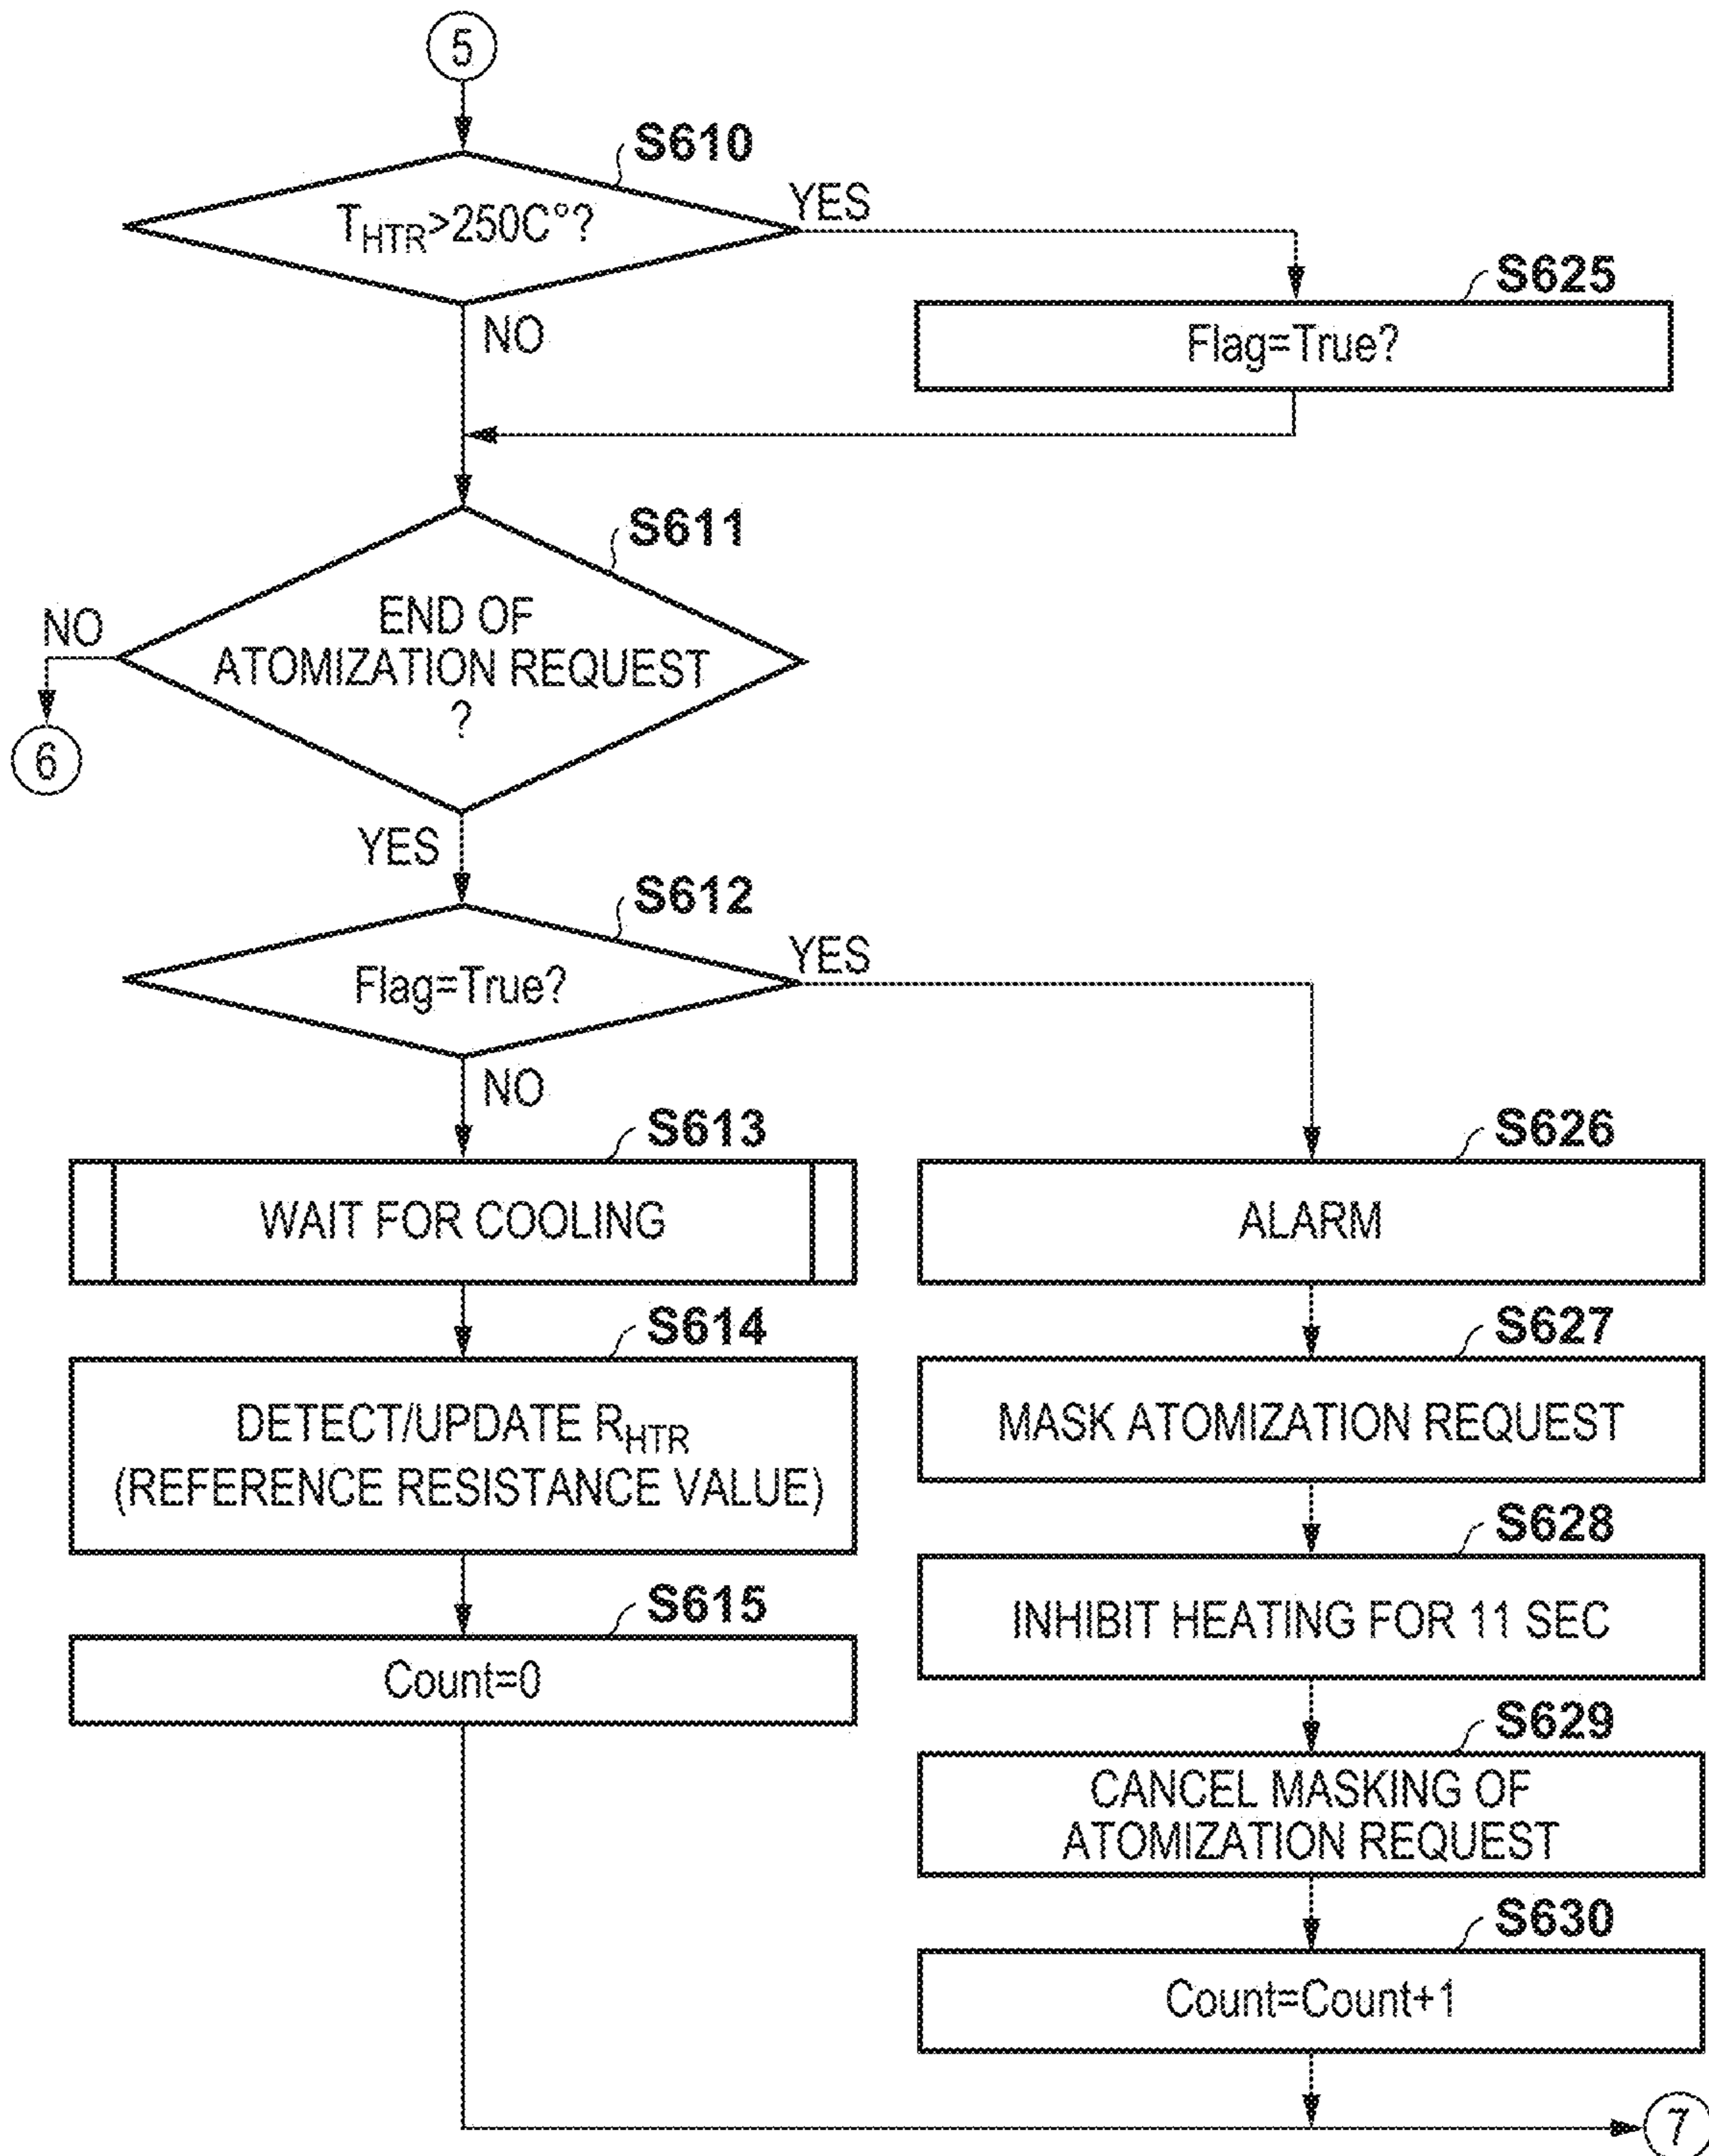 5
S610
T_HTR>250C°?
YES
NO
S625
Flag=True?
S611
END OF
ATOMIZATION REQUEST
?
NO
6
YES
S612
Flag=True?
YES
NO
S613
WAIT FOR COOLING
S614
DETECT/UPDATE R_HTR
(REFERENCE RESISTANCE VALUE)
S615
Count=0
S626
ALARM
S627
MASK ATOMIZATION REQUEST
S628
INHIBIT HEATING FOR 11 SEC
S629
CANCEL MASKING OF
ATOMIZATION REQUEST
S630
Count=Count+1
7